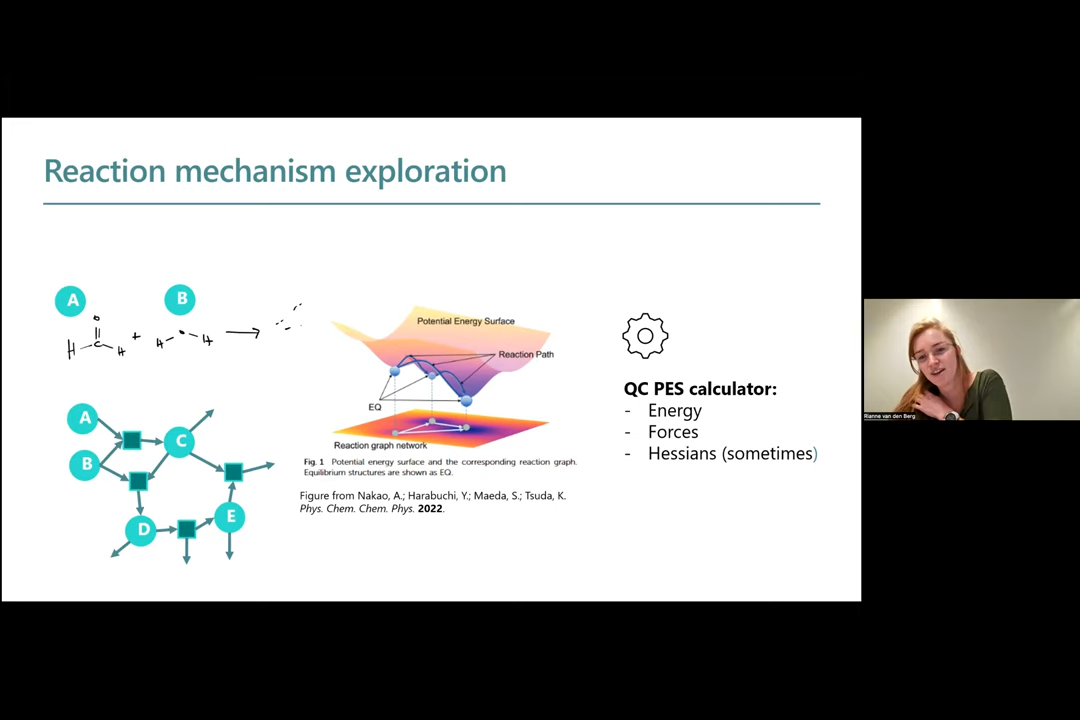 Reaction mechanism exploration
A
B
O
H
C
H
+
H
H
A
B
C
D
E
Potential Energy Surface
Reaction Path
EQ
Reaction graph network
Fig. 1 Potential energy surface and the corresponding reaction graph.
Equilibrium structures are shown as EQ.
Figure from Nakao, A.; Harabuchi, Y.; Maeda, S.; Tsuda, K.
Phys. Chem. Chem. Phys. 2022.
QC PES calculator:
- Energy
- Forces
- Hessians (sometimes)
Rianne van den Berg